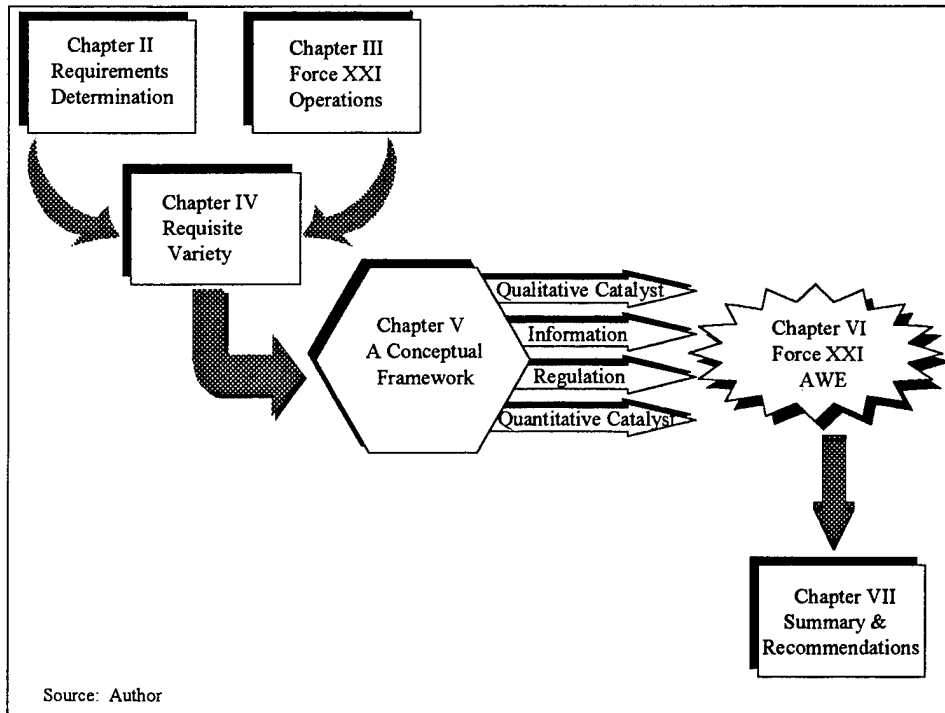 Chapter II
Requirements
Determination
Chapter III
Force XXI
Operations
Chapter IV
Requisite
Variety
Chapter V
A Conceptual
Framework
Qualitative Catalyst
Information
Regulation
Quantitative Catalyst
Chapter VI
Force XXI
AWE
Chapter VII
Summary &
Recommendations
Source: Author